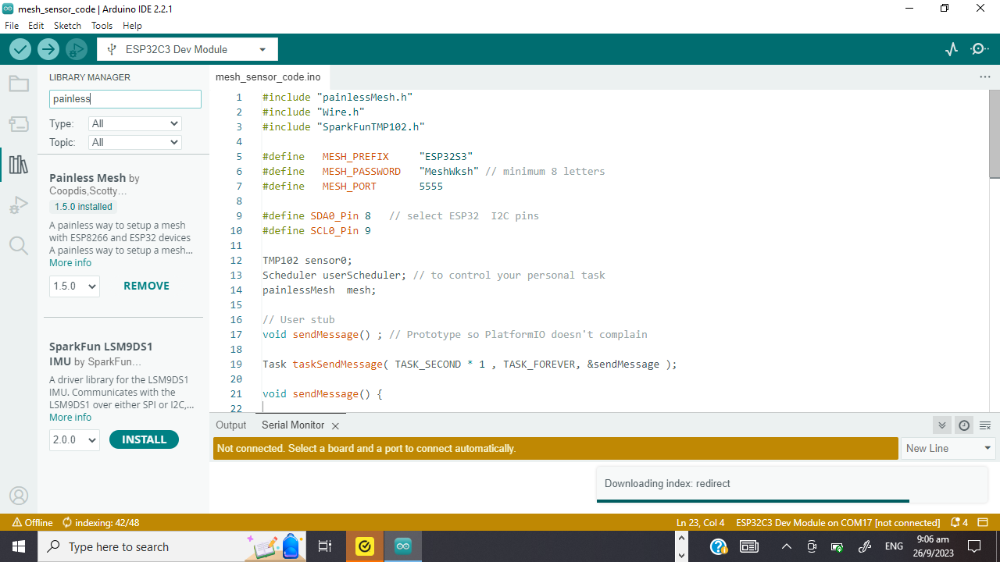 mesh_sensor_code | Arduino IDE 2.2.1
File Edit Sketch Tools Help
ESP32C3 Dev Module
LIBRARY MANAGER
painless
Type: All
Topic: All
Painless Mesh by
Coopdis,Scotty…
1.5.0 installed
A painless way to setup a mesh
with ESP8266 and ESP32 devices
A painless way to setup a mesh...
More info
1.5.0 REMOVE
SparkFun LSM9DS1
IMU by SparkFun…
A driver library for the LSM9DS1
IMU. Communicates with the
LSM9DS1 over either SPI or I2C,...
More info
2.0.0 INSTALL
mesh_sensor_code.ino
1 #include "painlessMesh.h"
2 #include "Wire.h"
3 #include "SparkFunTMP102.h"
4
5 #define   MESH_PREFIX     "ESP32S3"
6 #define   MESH_PASSWORD   "MeshWksh" // minimum 8 letters
7 #define   MESH_PORT       5555
8
9 #define SDA0_Pin 8   // select ESP32  I2C pins
10 #define SCL0_Pin 9
11
12 TMP102 sensor0;
13 Scheduler userScheduler; // to control your personal task
14 painlessMesh  mesh;
15
16 // User stub
17 void sendMessage() ; // Prototype so PlatformIO doesn't complain
18
19 Task taskSendMessage( TASK_SECOND * 1 , TASK_FOREVER, &sendMessage );
20
21 void sendMessage() {
22
Output Serial Monitor
Not connected. Select a board and a port to connect automatically.
New Line
Downloading index: redirect
Offline indexing: 42/48 Ln 23, Col 4 ESP32C3 Dev Module on COM17 [not connected] 4
Type here to search
ENG
9:06 am
26/9/2023